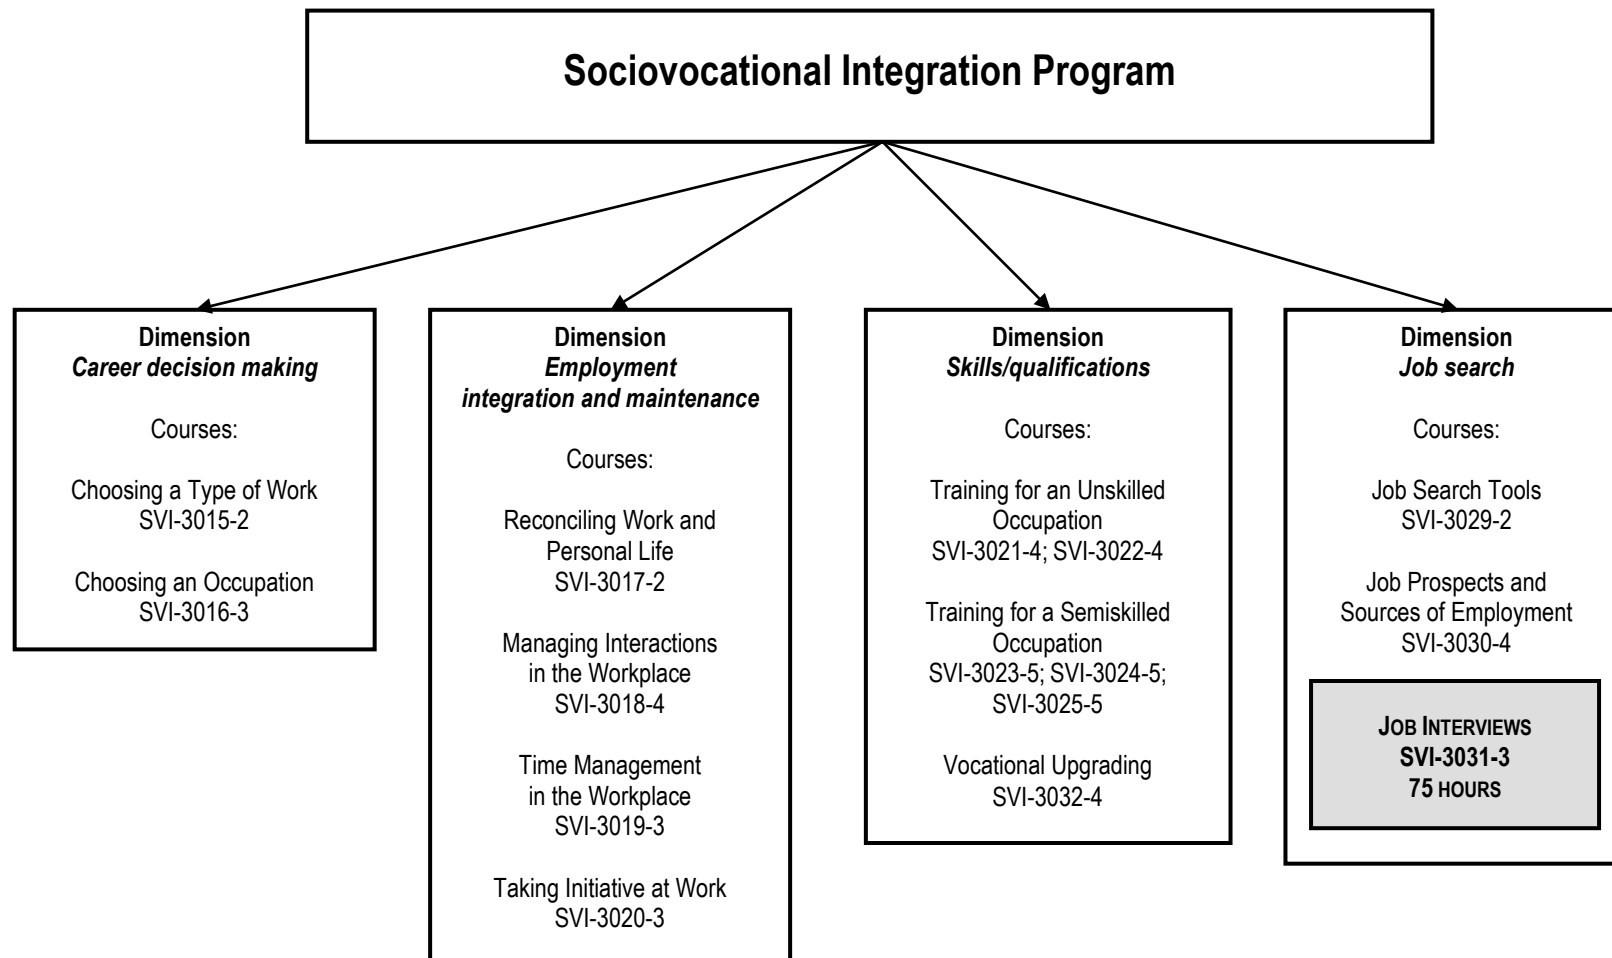 Sociovocational Integration Program
Dimension
Career decision making
Courses:
Choosing a Type of Work
SVI-3015-2
Choosing an Occupation
SVI-3016-3
Dimension
Employment
integration and maintenance
Courses:
Reconciling Work and
Personal Life
SVI-3017-2
Managing Interactions
in the Workplace
SVI-3018-4
Time Management
in the Workplace
SVI-3019-3
Taking Initiative at Work
SVI-3020-3
Dimension
Skills/qualifications
Courses:
Training for an Unskilled
Occupation
SVI-3021-4; SVI-3022-4
Training for a Semiskilled
Occupation
SVI-3023-5; SVI-3024-5;
SVI-3025-5
Vocational Upgrading
SVI-3032-4
Dimension
Job search
Courses:
Job Search Tools
SVI-3029-2
Job Prospects and
Sources of Employment
SVI-3030-4
JOB INTERVIEWS
SVI-3031-3
75 HOURS